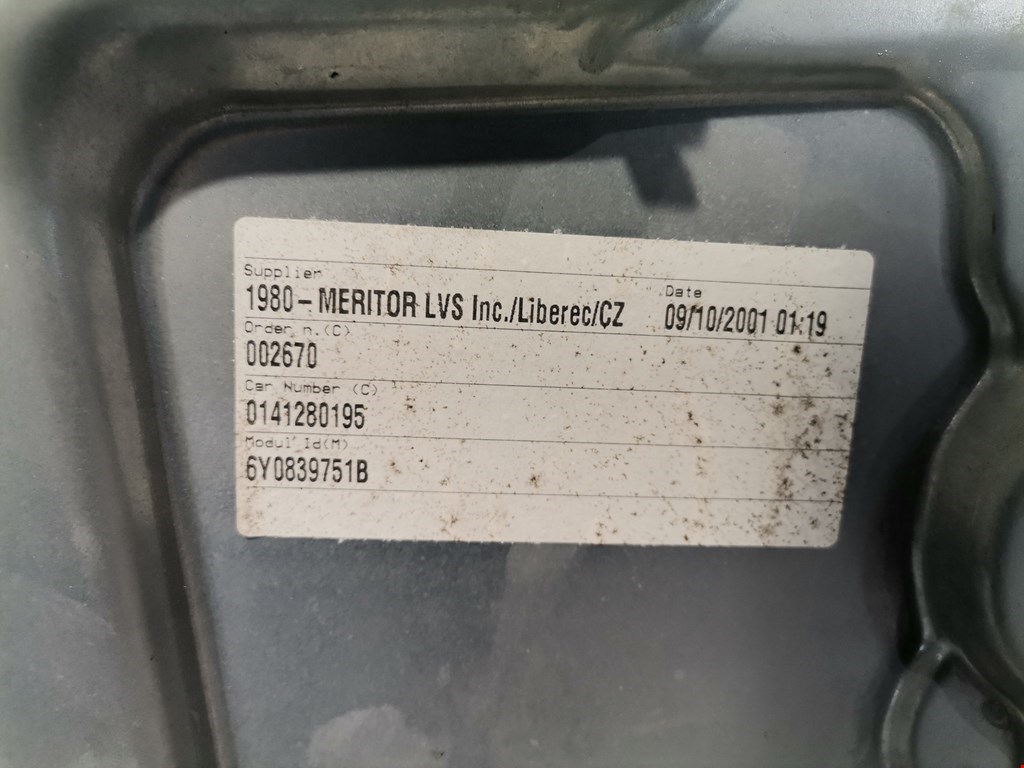 Supplier
1980 - MERITOR LVS Inc./Liberec/CZ
Date
09/10/2001 01:19
Order n.(C)
002670
Car Number (C)
0141280195
Modul Id(M)
6Y0839751B